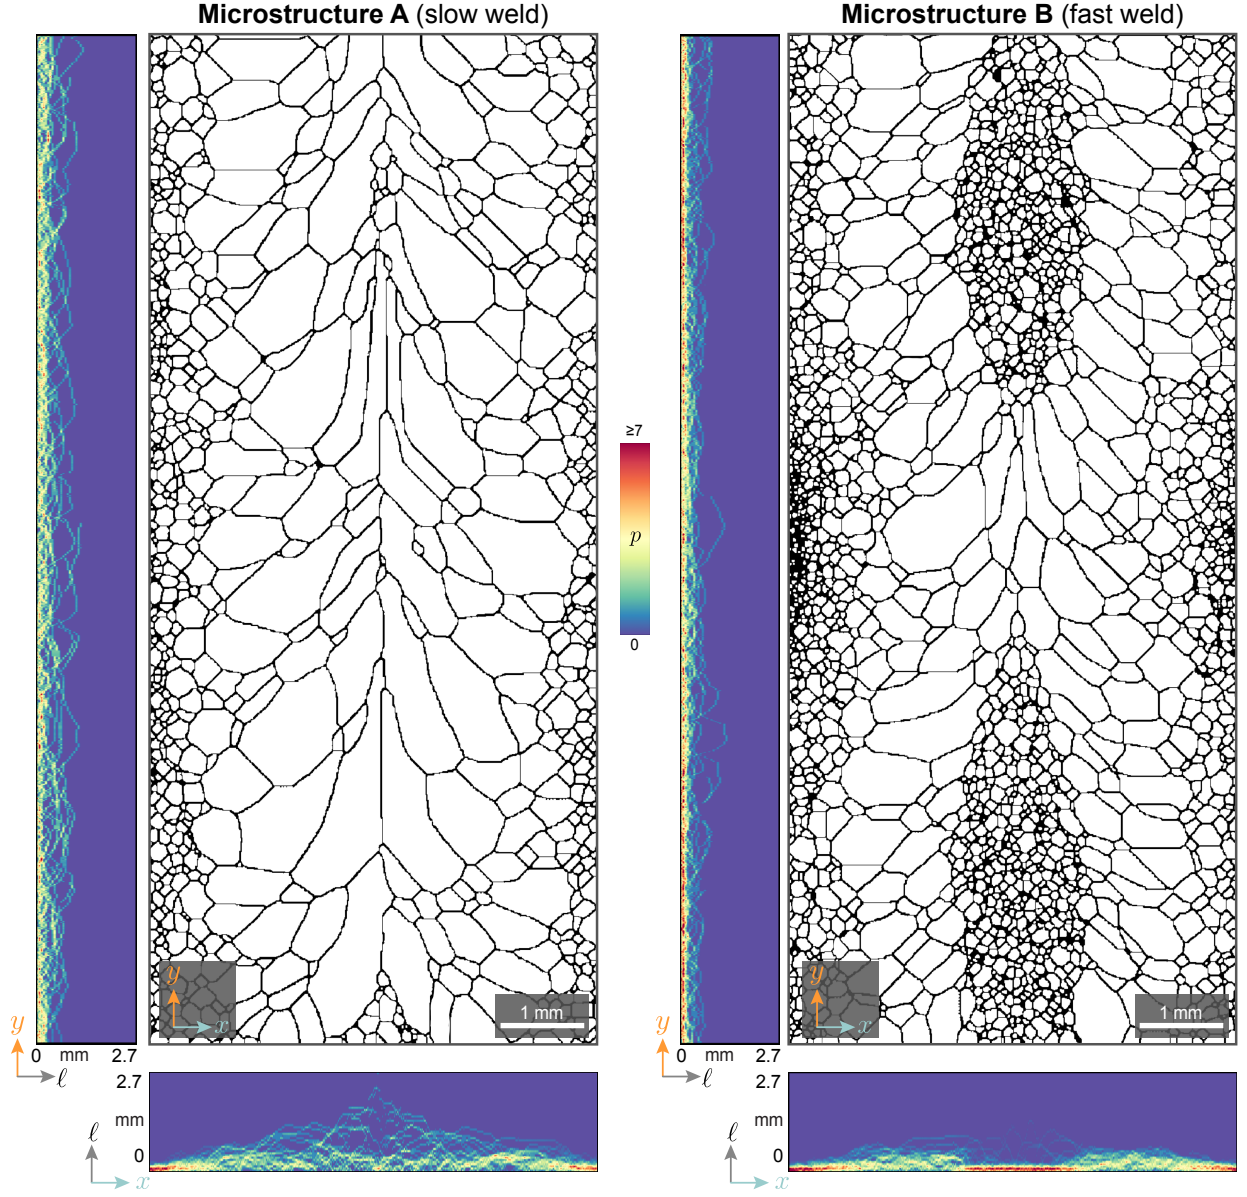 Microstructure A (slow weld)
Microstructure B (fast weld)
≥7
p
0
y
x
1 mm
y
x
1 mm
y
0 mm 2.7
ℓ
y
0 mm 2.7
ℓ
2.7
mm
0
ℓ
x
2.7
mm
0
ℓ
x